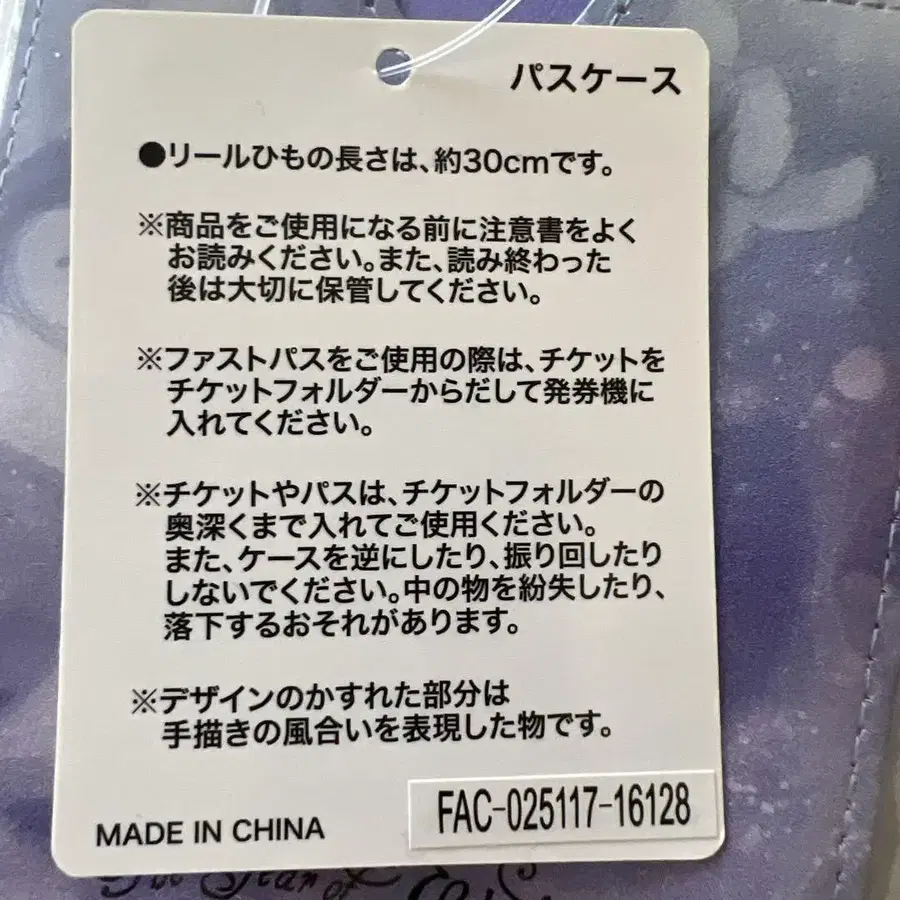 パスケース
●リールひもの長さは、約30cmです。
※商品をご使用になる前に注意書をよく
お読みください。また、読み終わった
後は大切に保管してください。
※ファストパスをご使用の際は、チケットを
チケットフォルダーからだして発券機に
入れてください。
※チケットやパスは、チケットフォルダーの
奥深くまで入れてご使用ください。
また、ケースを逆にしたり、振り回したり
しないでください。中の物を紛失したり、
落下するおそれがあります。
※デザインのかすれた部分は
手描きの風合いを表現した物です。
MADE IN CHINA
FAC-025117-16128